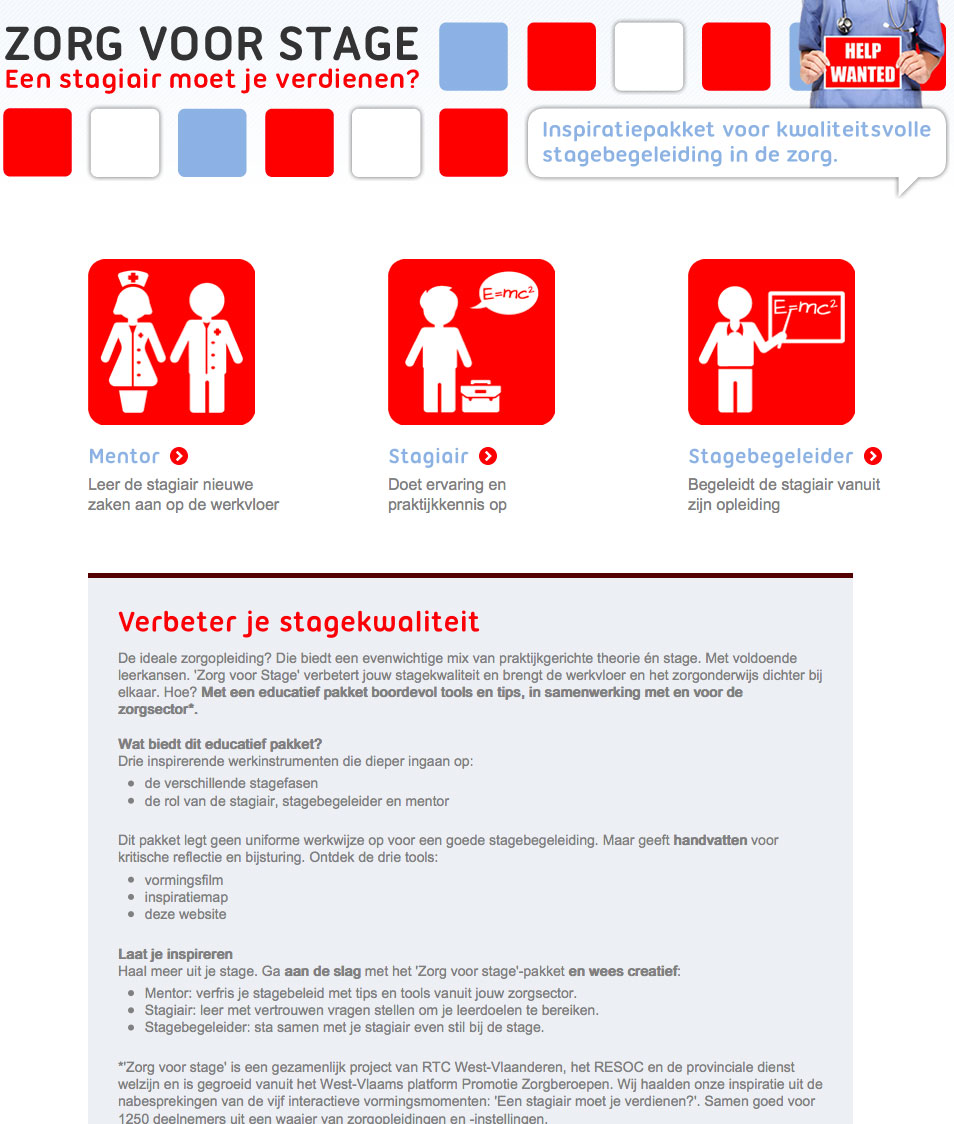 ZORG VOOR STAGE
Een stagiair moet je verdienen?
HELP
WANTED
Inspiratiepakket voor kwaliteitsvolle
stagebegeleiding in de zorg.
E=mc²
E=mc²
Mentor
Leer de stagiair nieuwe
zaken aan op de werkvloer
Stagiair
Doet ervaring en
praktijkkennis op
Stagebegeleider
Begeleidt de stagiair vanuit
zijn opleiding
Verbeter je stagekwaliteit
De ideale zorgopleiding? Die biedt een evenwichtige mix van praktijkgerichte theorie én stage. Met voldoende
leerkansen. 'Zorg voor Stage' verbetert jouw stagekwaliteit en brengt de werkvloer en het zorgonderwijs dichter bij
elkaar. Hoe? Met een educatief pakket boordevol tools en tips, in samenwerking met en voor de
zorgsector*.
Wat biedt dit educatief pakket?
Drie inspirerende werkinstrumenten die dieper ingaan op:
• de verschillende stagefasen
• de rol van de stagiair, stagebegeleider en mentor
Dit pakket legt geen uniforme werkwijze op voor een goede stagebegeleiding. Maar geeft handvatten voor
kritische reflectie en bijsturing. Ontdek de drie tools:
• vormingsfilm
• inspiratiemap
• deze website
Laat je inspireren
Haal meer uit je stage. Ga aan de slag met het 'Zorg voor stage'-pakket en wees creatief:
• Mentor: verfris je stagebeleid met tips en tools vanuit jouw zorgsector.
• Stagiair: leer met vertrouwen vragen stellen om je leerdoelen te bereiken.
• Stagebegeleider: sta samen met je stagiair even stil bij de stage.
*'Zorg voor stage' is een gezamenlijk project van RTC West-Vlaanderen, het RESOC en de provinciale dienst
welzijn en is gegroeid vanuit het West-Vlaams platform Promotie Zorgberoepen. Wij haalden onze inspiratie uit de
nabesprekingen van de vijf interactieve vormingsmomenten: 'Een stagiair moet je verdienen?'. Samen goed voor
1250 deelnemers uit een waaier van zorgopleidingen en -instellingen.